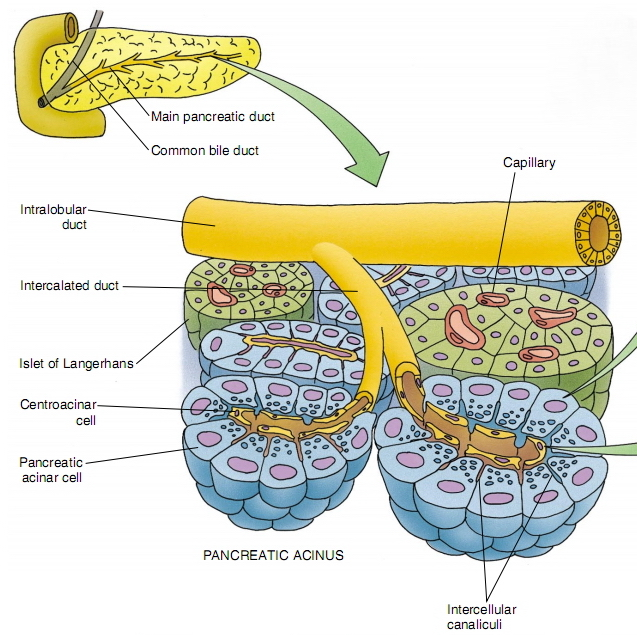 Main pancreatic duct
Common bile duct
Capillary
Intralobular
duct
Intercalated duct
Islet of Langerhans
Centroacinar
cell
Pancreatic
acinar cell
PANCREATIC ACINUS
Intercellular
canaliculi